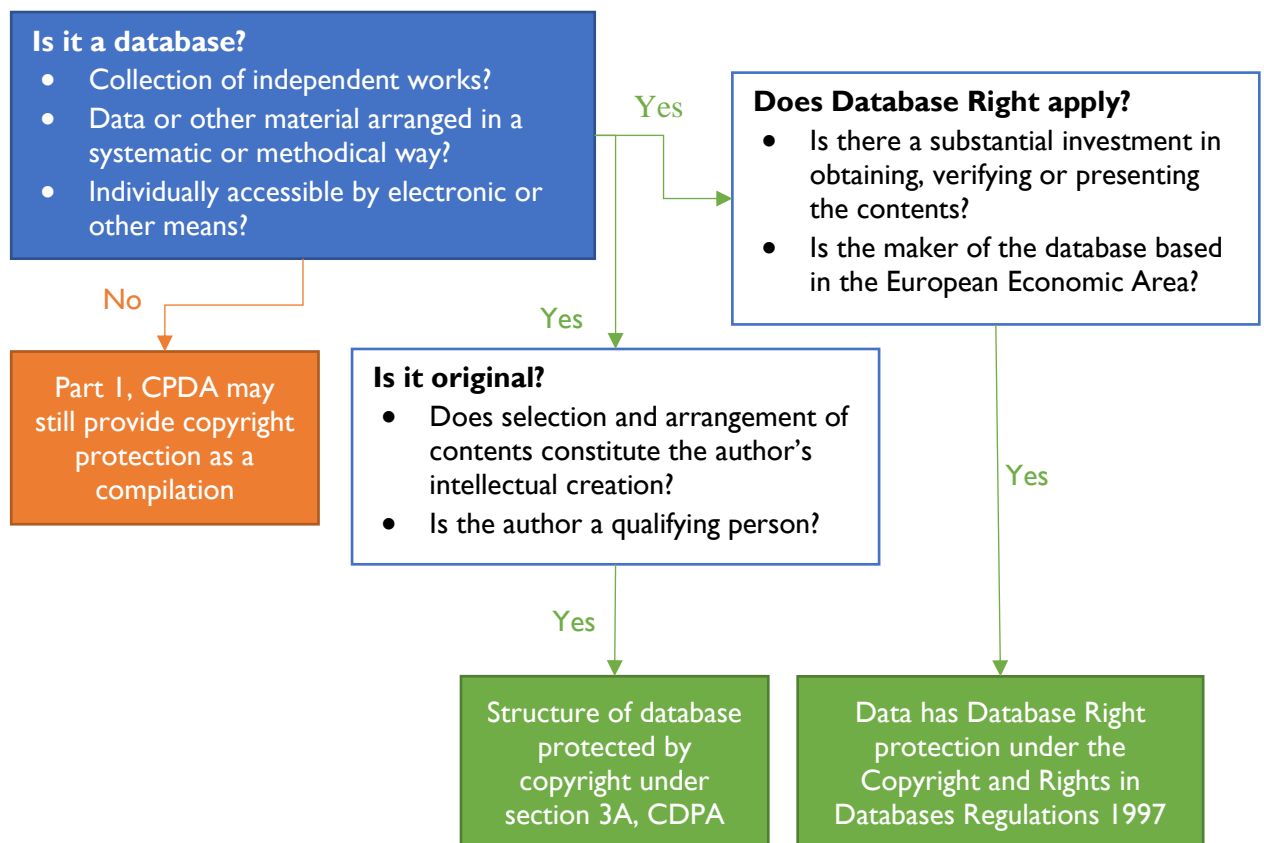 Is it a database?
• Collection of independent works?
• Data or other material arranged in a
systematic or methodical way?
• Individually accessible by electronic or
other means?
Yes
Does Database Right apply?
• Is there a substantial investment in
obtaining, verifying or presenting
the contents?
• Is the maker of the database based
in the European Economic Area?
No
Yes
Part 1, CPDA may
still provide copyright
protection as a
compilation
Is it original?
• Does selection and arrangement of
contents constitute the author’s
intellectual creation?
• Is the author a qualifying person?
Yes
Yes
Structure of database
protected by
copyright under
section 3A, CDPA
Data has Database Right
protection under the
Copyright and Rights in
Databases Regulations 1997